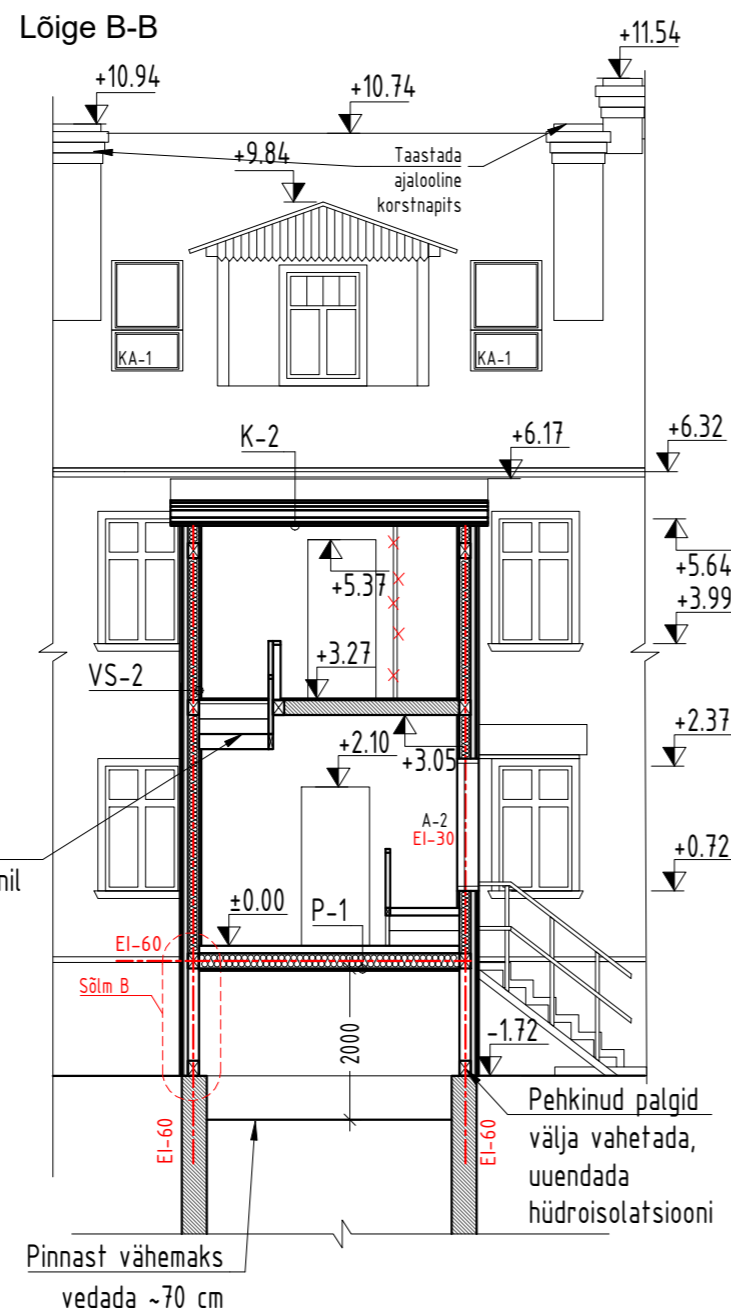 Lõige B-B
+11.54
+10.94
+10.74
+9.84
Taastada
ajalooline
korstnapits
KA-1
KA-1
K-2
+6.17
+6.32
+5.64
+5.37
+3.99
+3.27
VS-2
+2.37
+2.10
+3.05
A-2
EI-30
+0.72
nil
±0.00
P-1
EI-60
Sõlm B
2000
-1.72
EI-60
EI-60
Pehkinud palgid
välja vahetada,
uuendada
hüdroisolatsiooni
Pinnast vähemaks
vedada ~70 cm